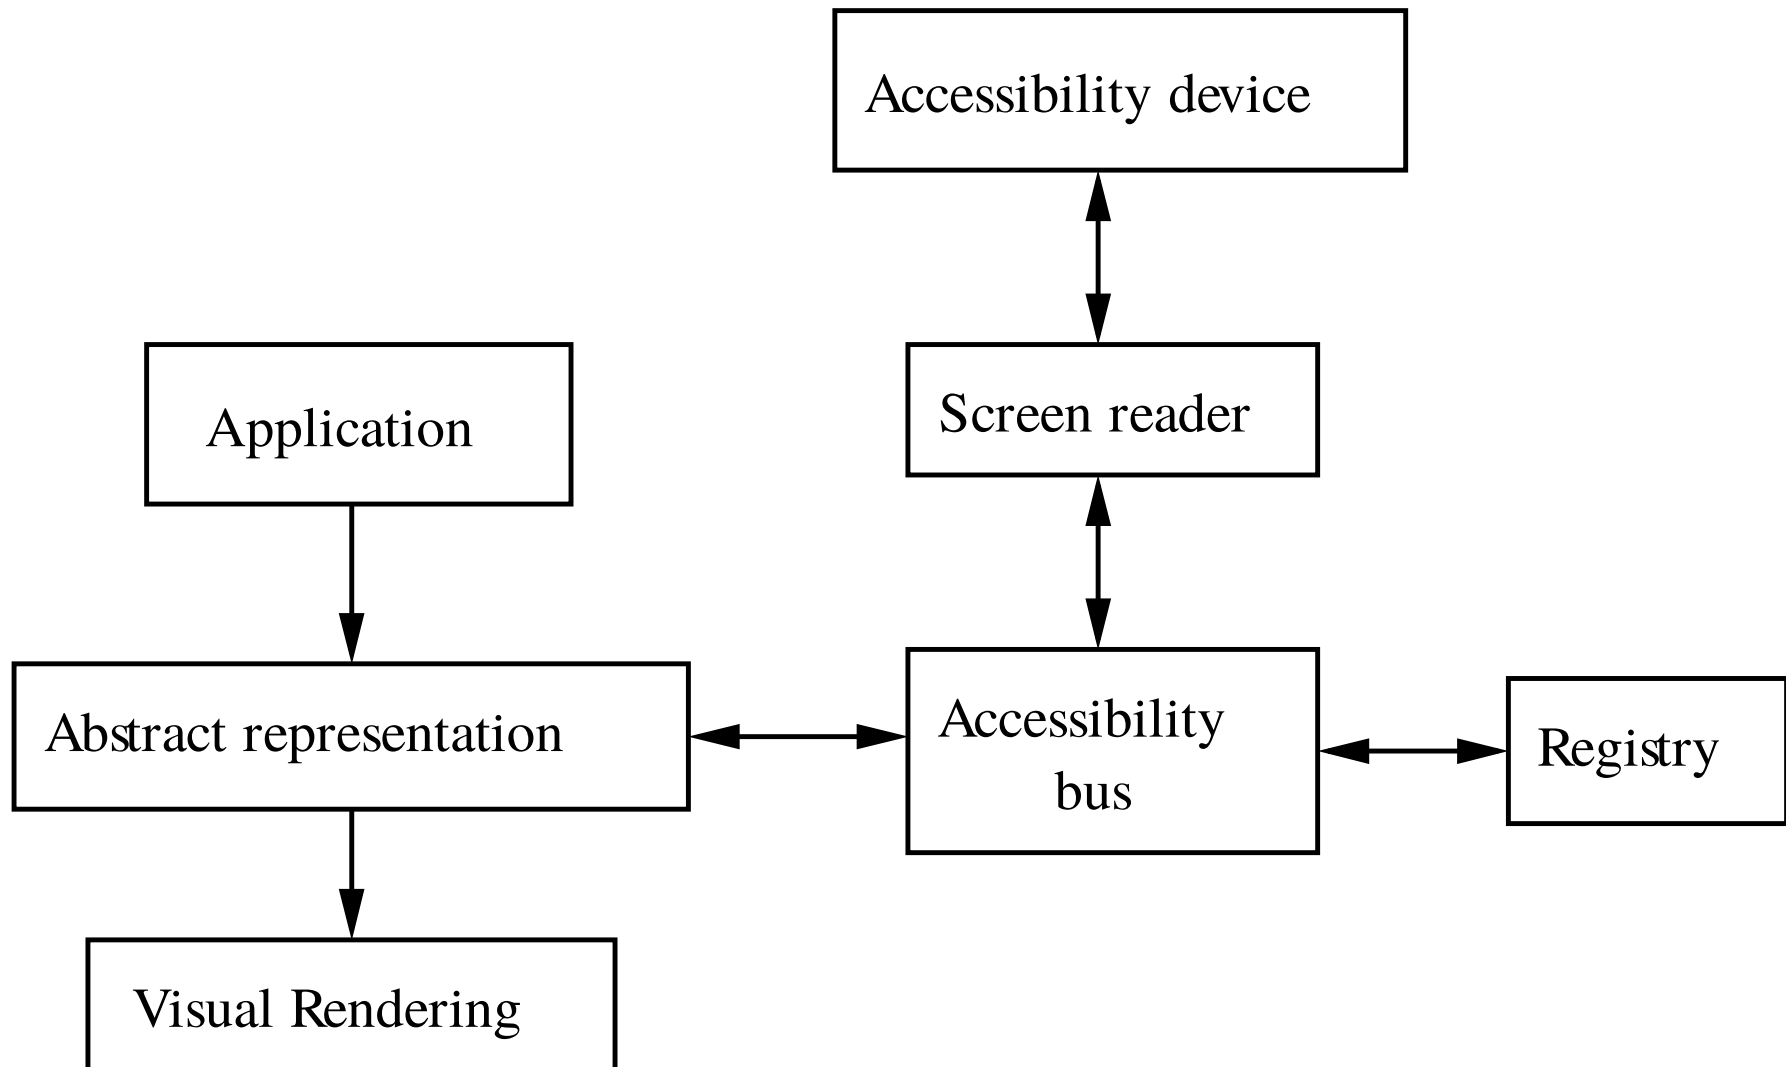 Accessibility device
Application
Screen reader
Abstract representation
Accessibility
bus
Registry
Visual Rendering